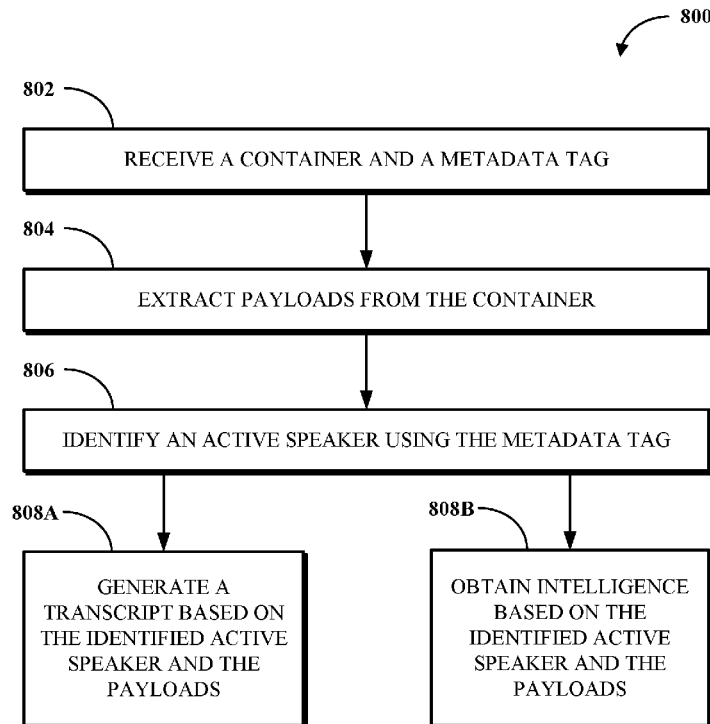 800
802
RECEIVE A CONTAINER AND A METADATA TAG
804
EXTRACT PAYLOADS FROM THE CONTAINER
806
IDENTIFY AN ACTIVE SPEAKER USING THE METADATA TAG
808A
GENERATE A
TRANSCRIPT BASED ON
THE IDENTIFIED ACTIVE
SPEAKER AND THE
PAYLOADS
808B
OBTAIN INTELLIGENCE
BASED ON THE
IDENTIFIED ACTIVE
SPEAKER AND THE
PAYLOADS